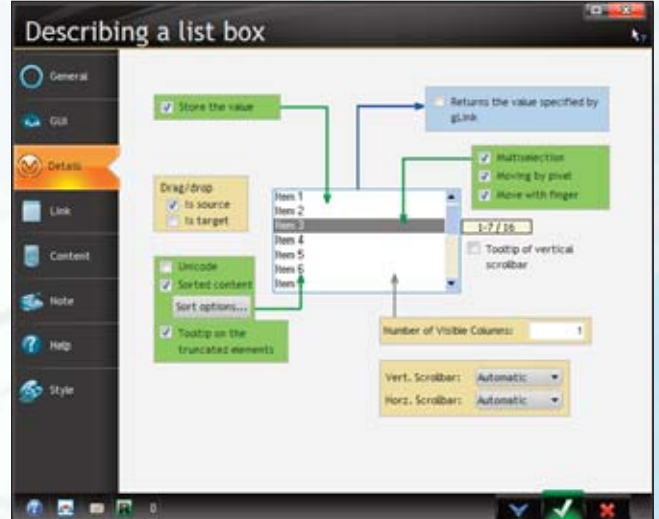 Describing a list box
General
GUI
Details
Link
Content
Note
Help
Style
Store the value
Returns the value specified by
gLink
Multiselection
Moving by pixel
Move with finger
Drag/drop
Is source
Is target
Item 1
Item 2
Item 3
Item 4
Item 5
Item 6
Item
1-7 / 16
Tooltip of vertical
scrollbar
Unicode
Sorted content
Sort options...
Tooltip on the
truncated elements
Number of Visible Columns:
1
Vert. Scrollbar:
Automatic
Horz. Scrollbar:
Automatic
R
0